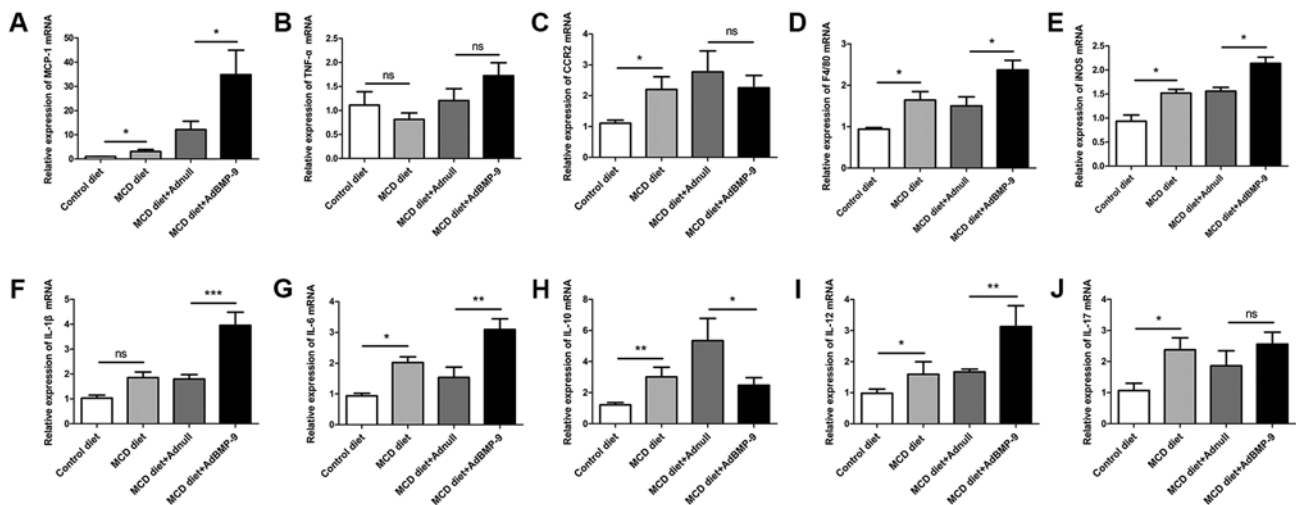 A
Relative expression of MCP-1 mRNA
50
40
30
20
10
0
*
*
Control diet
MCD diet
MCD diet+Adnull
MCD diet+AdBMP-9
B
Relative expression of TNF-α mRNA
2.5
2.0
1.5
1.0
0.5
0.0
ns
ns
Control diet
MCD diet
MCD diet+Adnull
MCD diet+AdBMP-9
C
Relative expression of CCR2 mRNA
4
3
2
1
0
*
ns
Control diet
MCD diet
MCD diet+Adnull
MCD diet+AdBMP-9
D
Relative expression of F4/80 mRNA
3
2
1
0
*
*
Control diet
MCD diet
MCD diet+Adnull
MCD diet+AdBMP-9
E
Relative expression of iNOS mRNA
2.5
2.0
1.5
1.0
0.5
0.0
*
*
Control diet
MCD diet
MCD diet+Adnull
MCD diet+AdBMP-9
F
Relative expression of IL-1β mRNA
5
4
3
2
1
0
ns
***
Control diet
MCD diet
MCD diet+Adnull
MCD diet+AdBMP-9
G
Relative expression of IL-6 mRNA
4
3
2
1
0
*
**
Control diet
MCD diet
MCD diet+Adnull
MCD diet+AdBMP-9
H
Relative expression of IL-10 mRNA
8
6
4
2
0
**
*
Control diet
MCD diet
MCD diet+Adnull
MCD diet+AdBMP-9
I
Relative expression of IL-12 mRNA
4
3
2
1
0
*
**
Control diet
MCD diet
MCD diet+Adnull
MCD diet+AdBMP-9
J
Relative expression of IL-17 mRNA
4
3
2
1
0
*
ns
Control diet
MCD diet
MCD diet+Adnull
MCD diet+AdBMP-9